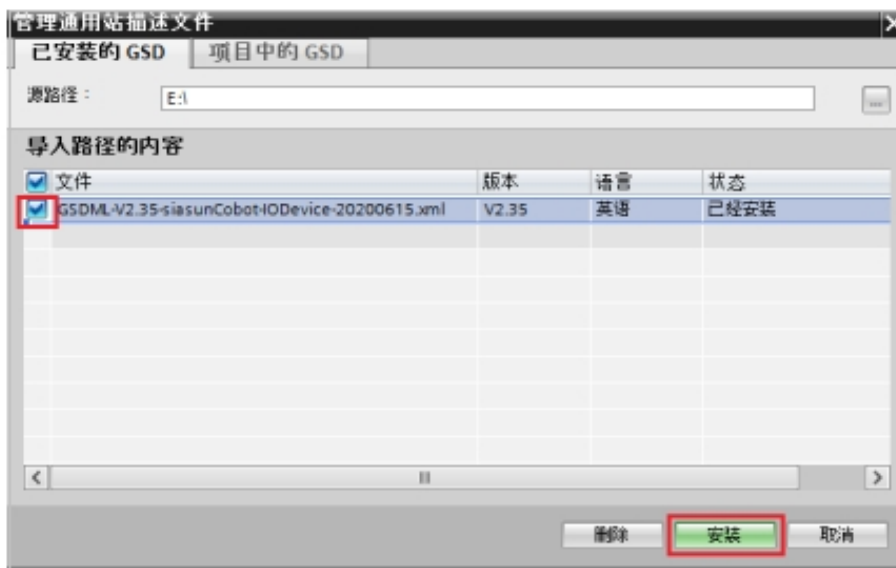 管理通用站描述文件
已安装的 GSD 项目中的 GSD
源路径： E:\
...
导入路径的内容
文件 版本 语言 状态
GSDML-V2.35-siasunCobot-IODevice-20200615.xml V2.35 英语 已经安装
删除 安装 取消